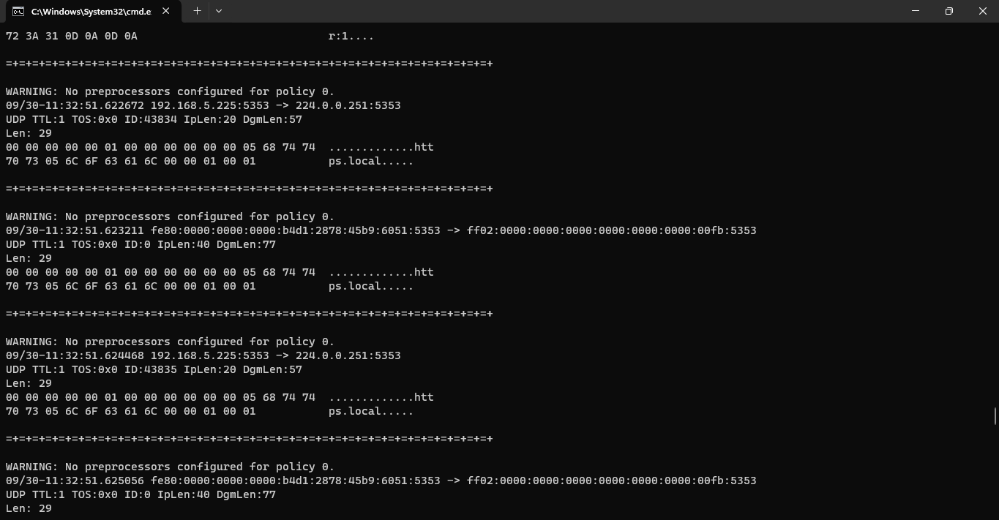 C:\Windows\System32\cmd.e
72 3A 31 0D 0A 0D 0A r:1....
=+=+=+=+=+=+=+=+=+=+=+=+=+=+=+=+=+=+=+=+=+=+=+=+=+=+=+=+=+=+=+=+=+=+=+=+=+
WARNING: No preprocessors configured for policy 0.
09/30-11:32:51.622672 192.168.5.225:5353 -> 224.0.0.251:5353
UDP TTL:1 TOS:0x0 ID:43834 IpLen:20 DgmLen:57
Len: 29
00 00 00 00 00 01 00 00 00 00 00 00 05 68 74 74 .............htt
70 73 05 6C 6F 63 61 6C 00 00 01 00 01 ps.local.....
=+=+=+=+=+=+=+=+=+=+=+=+=+=+=+=+=+=+=+=+=+=+=+=+=+=+=+=+=+=+=+=+=+=+=+=+=+
WARNING: No preprocessors configured for policy 0.
09/30-11:32:51.623211 fe80:0000:0000:0000:b4d1:2878:45b9:6051:5353 -> ff02:0000:0000:0000:0000:0000:0000:00fb:5353
UDP TTL:1 TOS:0x0 ID:0 IpLen:40 DgmLen:77
Len: 29
00 00 00 00 00 01 00 00 00 00 00 00 05 68 74 74 .............htt
70 73 05 6C 6F 63 61 6C 00 00 01 00 01 ps.local.....
=+=+=+=+=+=+=+=+=+=+=+=+=+=+=+=+=+=+=+=+=+=+=+=+=+=+=+=+=+=+=+=+=+=+=+=+=+
WARNING: No preprocessors configured for policy 0.
09/30-11:32:51.624468 192.168.5.225:5353 -> 224.0.0.251:5353
UDP TTL:1 TOS:0x0 ID:43835 IpLen:20 DgmLen:57
Len: 29
00 00 00 00 00 01 00 00 00 00 00 00 05 68 74 74 .............htt
70 73 05 6C 6F 63 61 6C 00 00 01 00 01 ps.local.....
=+=+=+=+=+=+=+=+=+=+=+=+=+=+=+=+=+=+=+=+=+=+=+=+=+=+=+=+=+=+=+=+=+=+=+=+=+
WARNING: No preprocessors configured for policy 0.
09/30-11:32:51.625056 fe80:0000:0000:0000:b4d1:2878:45b9:6051:5353 -> ff02:0000:0000:0000:0000:0000:0000:00fb:5353
UDP TTL:1 TOS:0x0 ID:0 IpLen:40 DgmLen:77
Len: 29